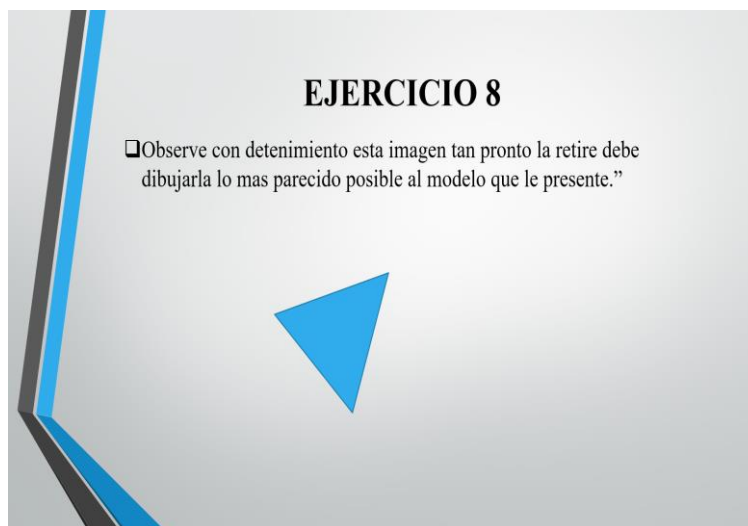 EJERCICIO 8
❑Observe con detenimiento esta imagen tan pronto la retire debe
dibujarla lo mas parecido posible al modelo que le presente.”